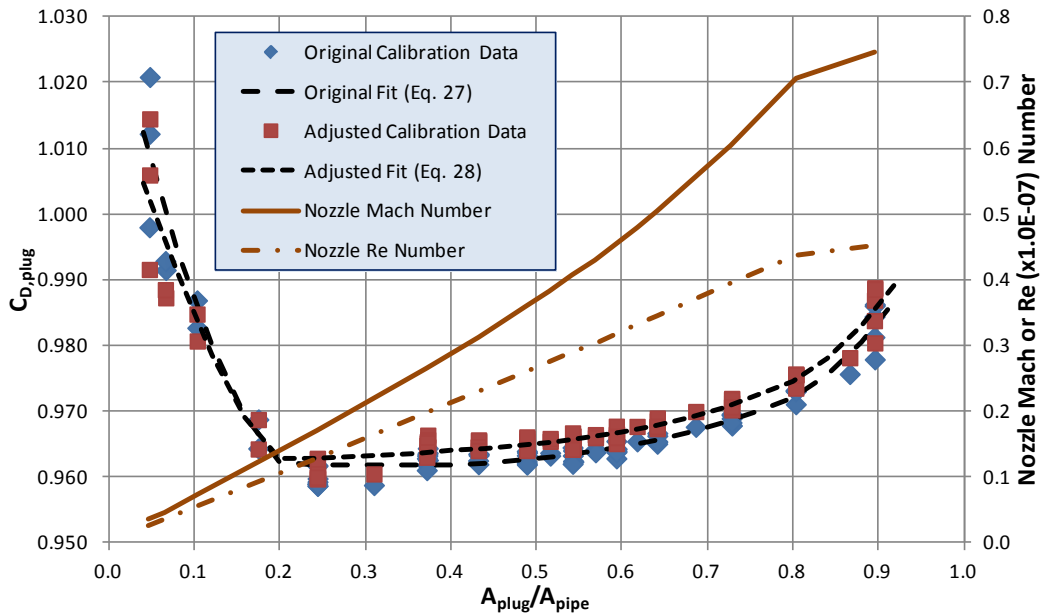 1.030
1.020
1.010
1.000
0.990
0.980
0.970
0.960
0.950
C_D,plug
Original Calibration Data
Original Fit (Eq. 27)
Adjusted Calibration Data
Adjusted Fit (Eq. 28)
Nozzle Mach Number
Nozzle Re Number
0.8
0.7
0.6
0.5
0.4
0.3
0.2
0.1
0.0
Nozzle Mach or Re (x1.0E-07) Number
0.0 0.1 0.2 0.3 0.4 0.5 0.6 0.7 0.8 0.9 1.0
A_plug/A_pipe